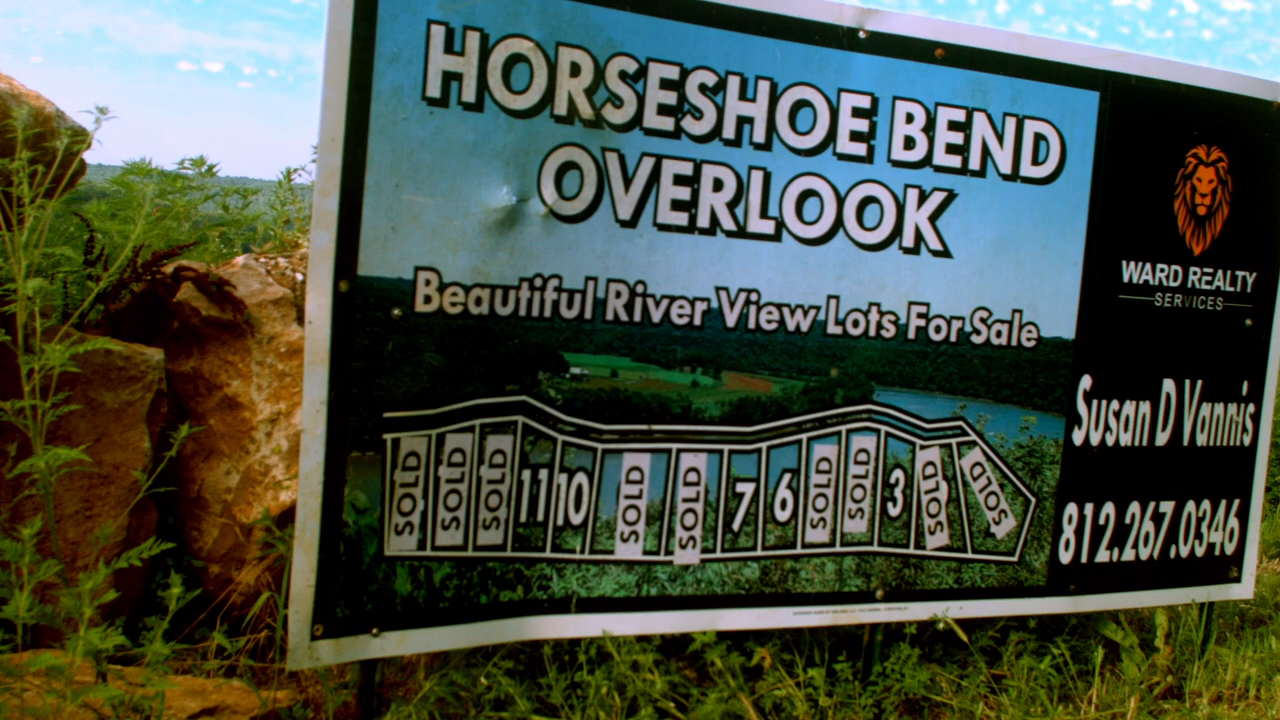 HORSESHOE BEND
OVERLOOK
Beautiful River View Lots For Sale
SOLD SOLD SOLD 11 10 SOLD SOLD 7 6 SOLD SOLD 3 SOLD SOLD
WARD REALTY
SERVICES
Susan D Vannis
812.267.0346